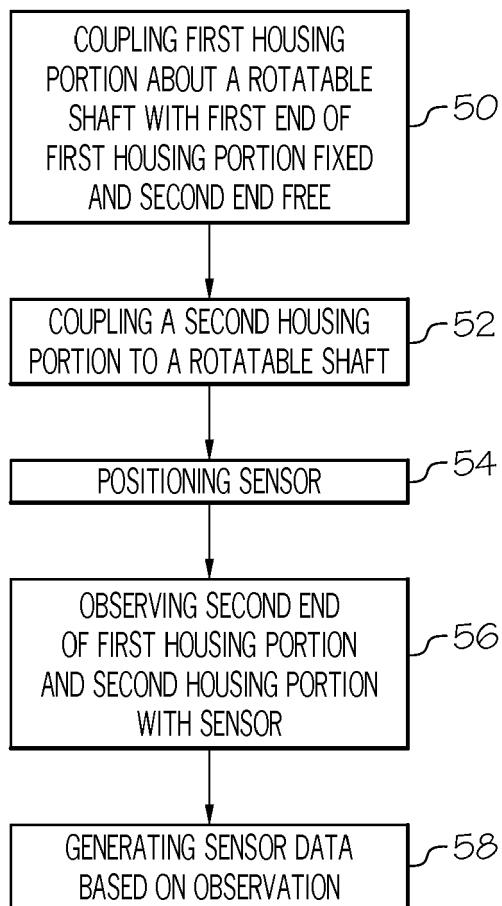 COUPLING FIRST HOUSING
PORTION ABOUT A ROTATABLE
SHAFT WITH FIRST END OF
FIRST HOUSING PORTION FIXED
AND SECOND END FREE
50
COUPLING A SECOND HOUSING
PORTION TO A ROTATABLE SHAFT
52
POSITIONING SENSOR
54
OBSERVING SECOND END
OF FIRST HOUSING PORTION
AND SECOND HOUSING PORTION
WITH SENSOR
56
GENERATING SENSOR DATA
BASED ON OBSERVATION
58